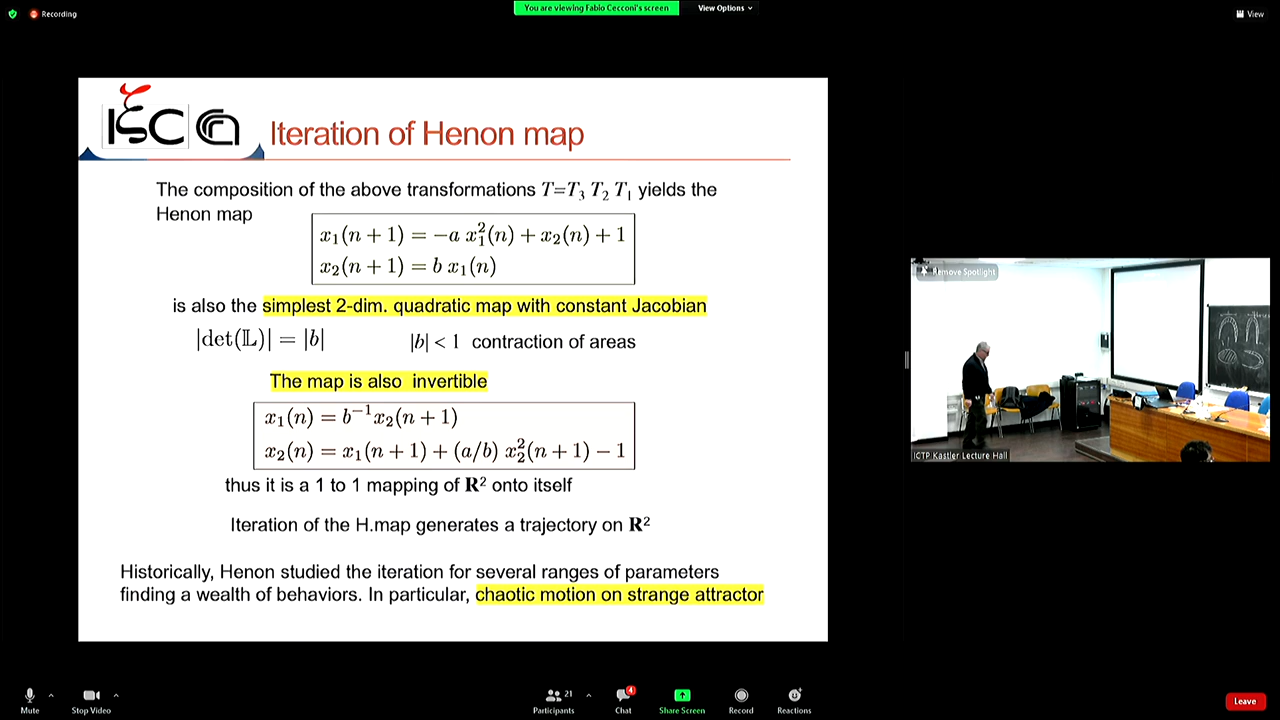 Recording
You are viewing Fabio Cecconi's screen
View Options
View
ISC
Iteration of Henon map
The composition of the above transformations T=T₃ T₂ T₁ yields the
Henon map
x₁(n + 1) = −a x₁²(n) + x₂(n) + 1
x₂(n + 1) = b x₁(n)
is also the simplest 2-dim. quadratic map with constant Jacobian
|det(𝕃)| = |b|
|b| < 1 contraction of areas
The map is also invertible
x₁(n) = b⁻¹x₂(n + 1)
x₂(n) = x₁(n + 1) + (a/b) x₂²(n + 1) − 1
thus it is a 1 to 1 mapping of R² onto itself
Iteration of the H.map generates a trajectory on R²
Historically, Henon studied the iteration for several ranges of parameters
finding a wealth of behaviors. In particular, chaotic motion on strange attractor
Remove Spotlight
ICTP Kastler Lecture Hall
Mute
Stop Video
21
Participants
4
Chat
Share Screen
Record
Reactions
Leave